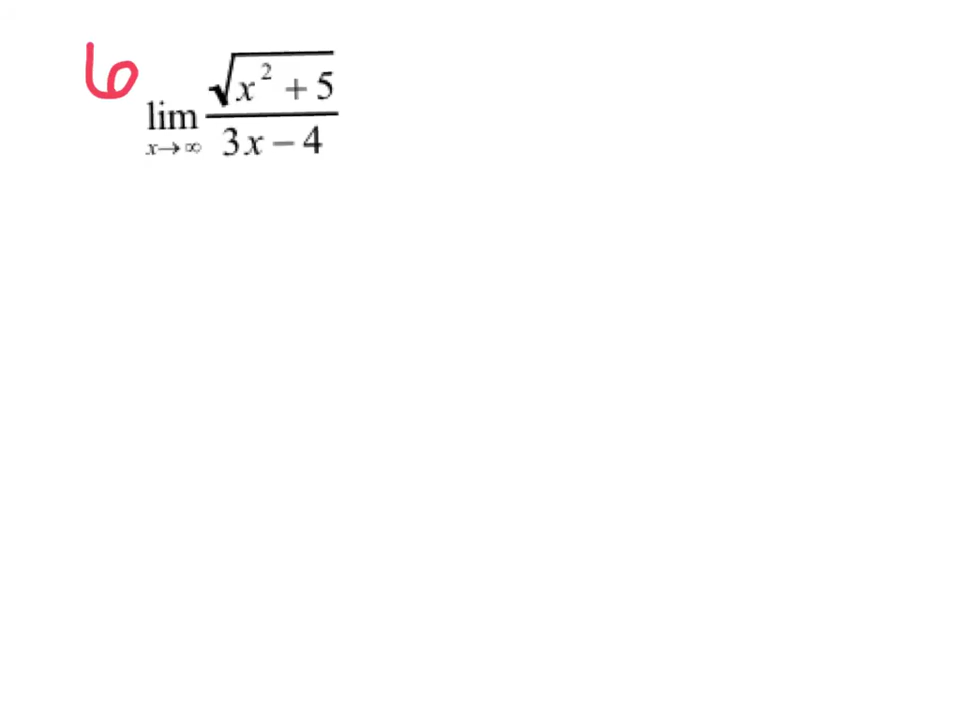 6
lim √(x² + 5)
x→∞ 3x − 4